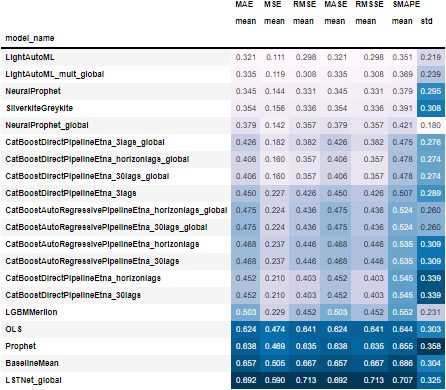 MAE MSE RMSE MASE RMSSE SMAPE
mean mean mean mean mean mean std
model_name
LightAutoML 0.321 0.111 0.298 0.321 0.298 0.351 0.219
LightAutoML_mult_global 0.335 0.119 0.308 0.335 0.308 0.369 0.239
NeuralProphet 0.345 0.144 0.331 0.345 0.331 0.379 0.295
SilverkiteGreykite 0.354 0.156 0.336 0.354 0.336 0.391 0.308
NeuralProphet_global 0.379 0.142 0.357 0.379 0.357 0.421 0.180
CatBoostDirectPipelineEtna_3lags_global 0.426 0.182 0.382 0.426 0.382 0.475 0.276
CatBoostDirectPipelineEtna_horizonlags_global 0.406 0.160 0.357 0.406 0.357 0.478 0.274
CatBoostDirectPipelineEtna_30lags_global 0.406 0.160 0.357 0.406 0.357 0.478 0.274
CatBoostDirectPipelineEtna_3lags 0.450 0.227 0.426 0.450 0.426 0.507 0.289
CatBoostAutoRegressivePipelineEtna_horizonlags_global 0.475 0.224 0.436 0.475 0.436 0.524 0.260
CatBoostAutoRegressivePipelineEtna_30lags_global 0.475 0.224 0.436 0.475 0.436 0.524 0.260
CatBoostAutoRegressivePipelineEtna_horizonlags 0.468 0.237 0.446 0.468 0.446 0.535 0.309
CatBoostAutoRegressivePipelineEtna_30lags 0.468 0.237 0.446 0.468 0.446 0.535 0.309
CatBoostDirectPipelineEtna_horizonlags 0.452 0.210 0.403 0.452 0.403 0.545 0.339
CatBoostDirectPipelineEtna_30lags 0.452 0.210 0.403 0.452 0.403 0.545 0.339
LGBMMerlion 0.503 0.229 0.452 0.503 0.452 0.552 0.231
OLS 0.624 0.474 0.641 0.624 0.641 0.644 0.303
Prophet 0.638 0.469 0.635 0.638 0.635 0.655 0.358
BaselineMean 0.657 0.505 0.667 0.657 0.667 0.686 0.304
LSTNet_global 0.692 0.590 0.713 0.692 0.713 0.707 0.325